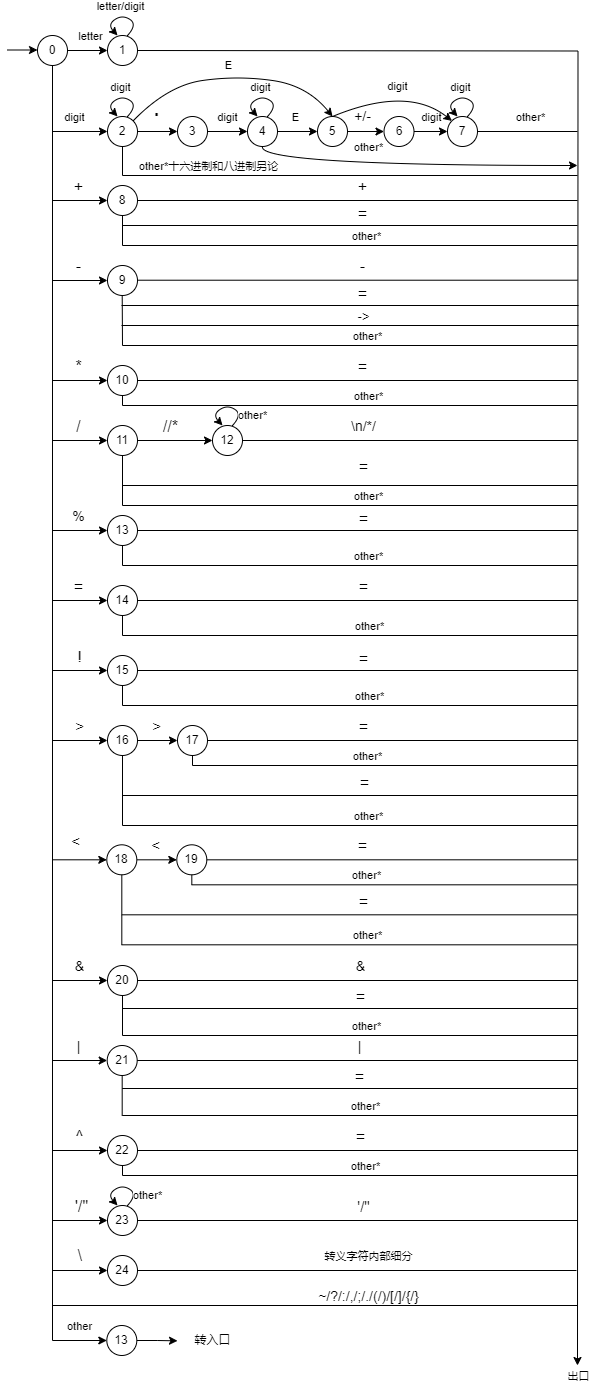 letter/digit
letter
0
1
E
digit
digit
digit
digit
digit
.
digit
E
+/-
digit
other*
2
3
4
5
6
7
other*
other*十六进制和八进制另论
+
+
8
=
other*
-
-
9
=
->
other*
*
=
10
other*
/
//*
other*
\n/*/
11
12
=
other*
%
=
13
other*
=
=
14
other*
!
=
15
other*
>
>
=
16
17
other*
=
other*
<
<
=
18
19
other*
=
other*
&
&
20
=
other*
|
|
21
=
other*
^
=
22
other*
'/"
other*
'/"
23
\
转义字符内部细分
24
~/?/:/,/;/./(/)/[/]/{/}
other
13
转入口
出口